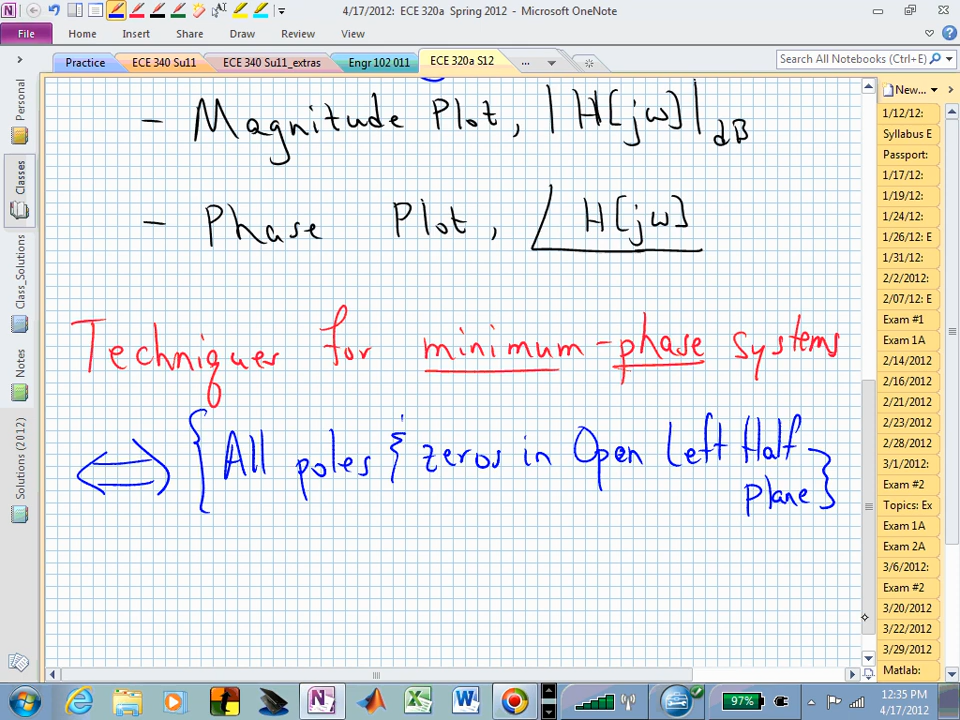 4/17/2012: ECE 320a Spring 2012 - Microsoft OneNote
File Home Insert Share Draw Review View
Practice ECE 340 Su11 ECE 340 Su11_extras Engr 102 011 ECE 320a S12 ... Search All Notebooks (Ctrl+E)
Personal
Classes
Class_Solutions
Notes
Solutions (2012)
- Magnitude Plot, |H[jω]|dB
- Phase Plot, ∠H[jω]
Techniques for minimum-phase systems
⟺ {All poles & zeros in Open Left Half
plane}
New...
1/12/12:
Syllabus E
Passport:
1/17/12:
1/19/12:
1/24/12:
1/26/12: E
1/31/12:
2/2/2012:
2/07/12: E
Exam #1
Exam 1A
2/14/2012
2/16/2012
2/21/2012
2/23/2012
2/28/2012
3/1/2012:
Exam #2
Topics: Ex
Exam 1A
Exam 2A
3/6/2012:
Exam #2
3/20/2012
3/22/2012
3/29/2012
Matlab:
97%
12:35 PM
4/17/2012